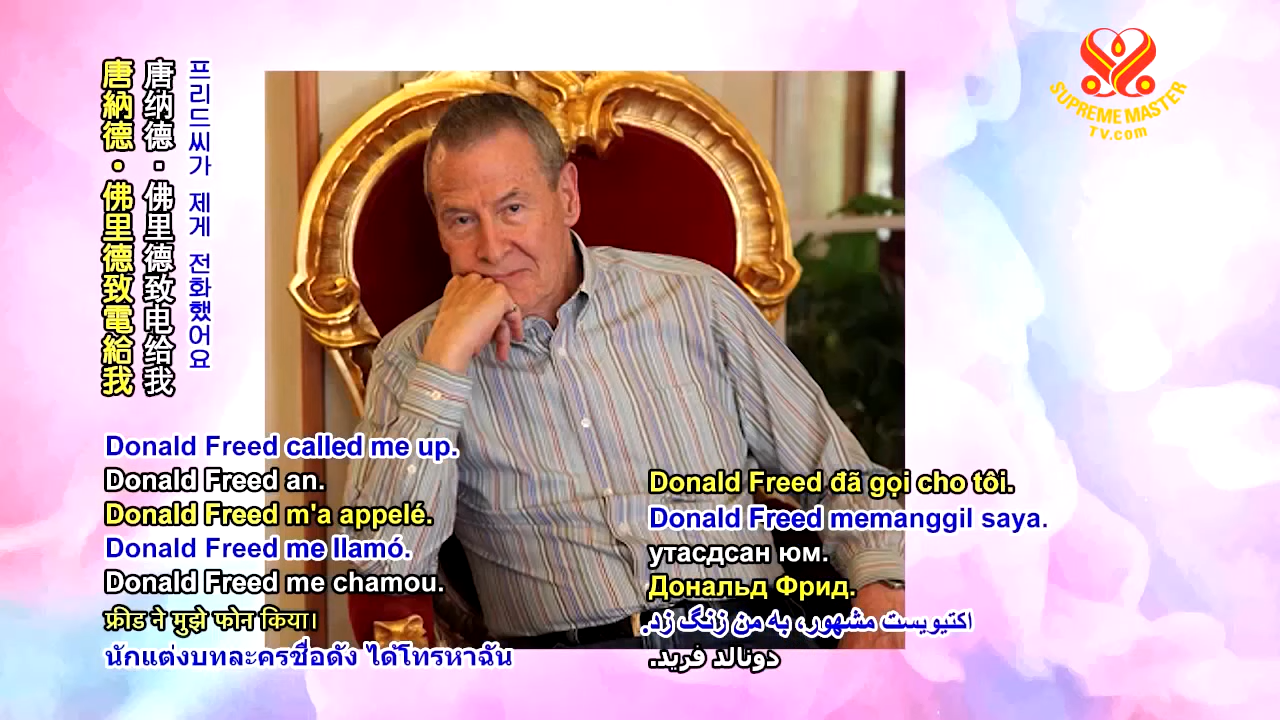 프리드씨가 제게 전화했어요
唐纳德·佛里德致电给我
唐納德·佛里德致電給我
SUPREME MASTER
TV.com
Donald Freed called me up.
Donald Freed an.
Donald Freed m'a appelé.
Donald Freed me llamó.
Donald Freed me chamou.
फ्रीड ने मुझे फोन किया।
นักแต่งบทละครชื่อดัง ได้โทรหาฉัน
Donald Freed đã gọi cho tôi.
Donald Freed memanggil saya.
утасдсан юм.
Дональд Фрид.
اکتیویست مشهور، به من زنگ زد.
دونالد فريد.